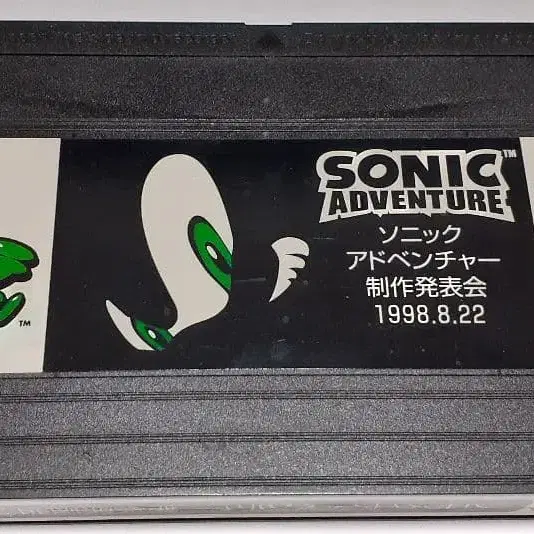 SONIC™
ADVENTURE
ソニック
アドベンチャー
制作発表会
1998.8.22
TM